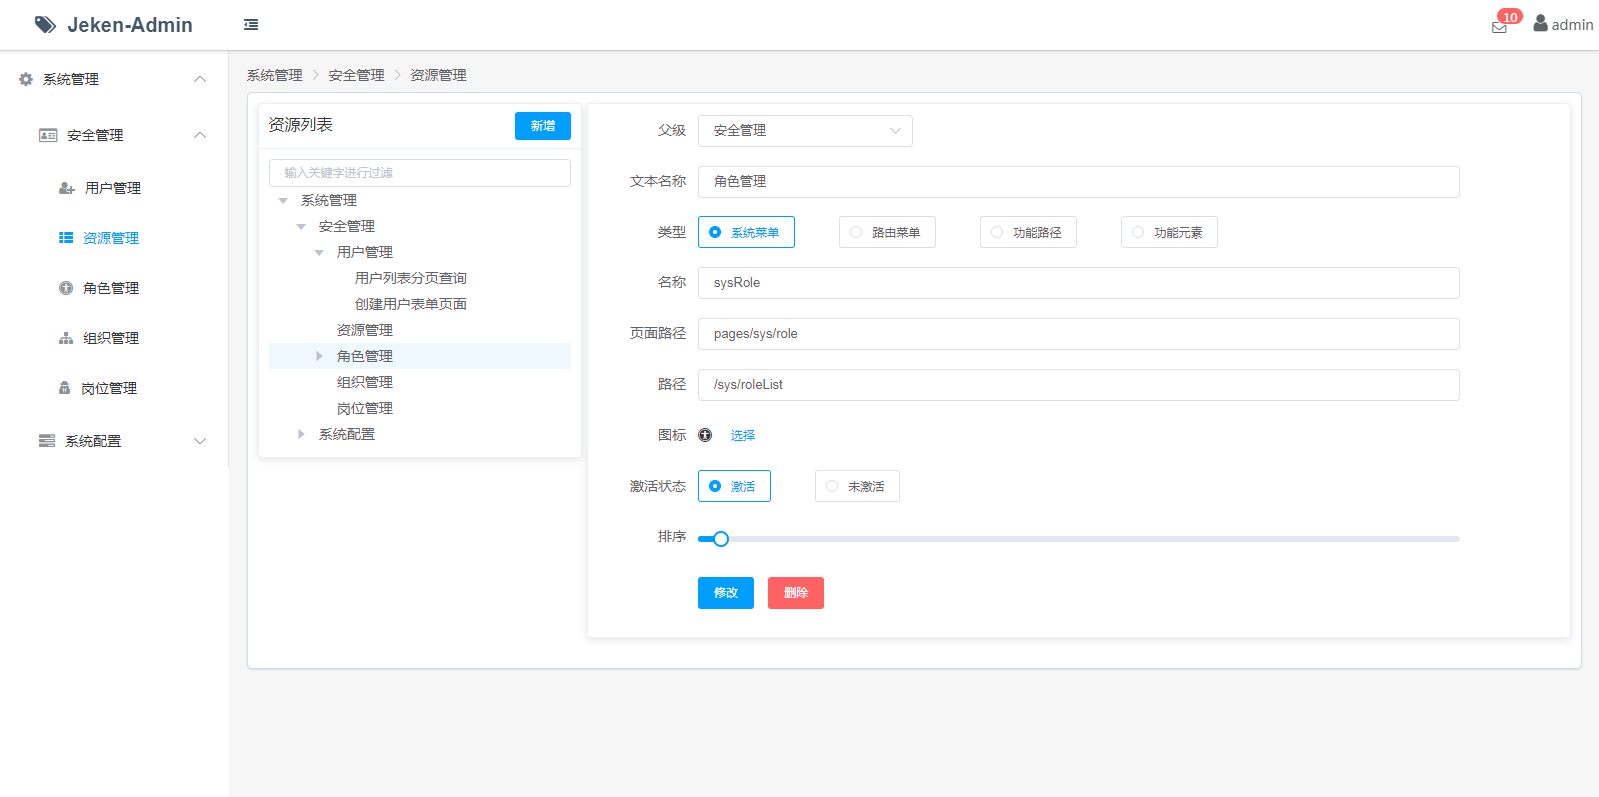 Jeken-Admin
10
admin
系统管理
安全管理
用户管理
资源管理
角色管理
组织管理
岗位管理
系统配置
系统管理 > 安全管理 > 资源管理
资源列表
新增
输入关键字进行过滤
系统管理
安全管理
用户管理
用户列表分页查询
创建用户表单页面
资源管理
角色管理
组织管理
岗位管理
系统配置
父级 安全管理
文本名称 角色管理
类型 系统菜单 路由菜单 功能路径 功能元素
名称 sysRole
页面路径 pages/sys/role
路径 /sys/roleList
图标 选择
激活状态 激活 未激活
排序
修改 删除